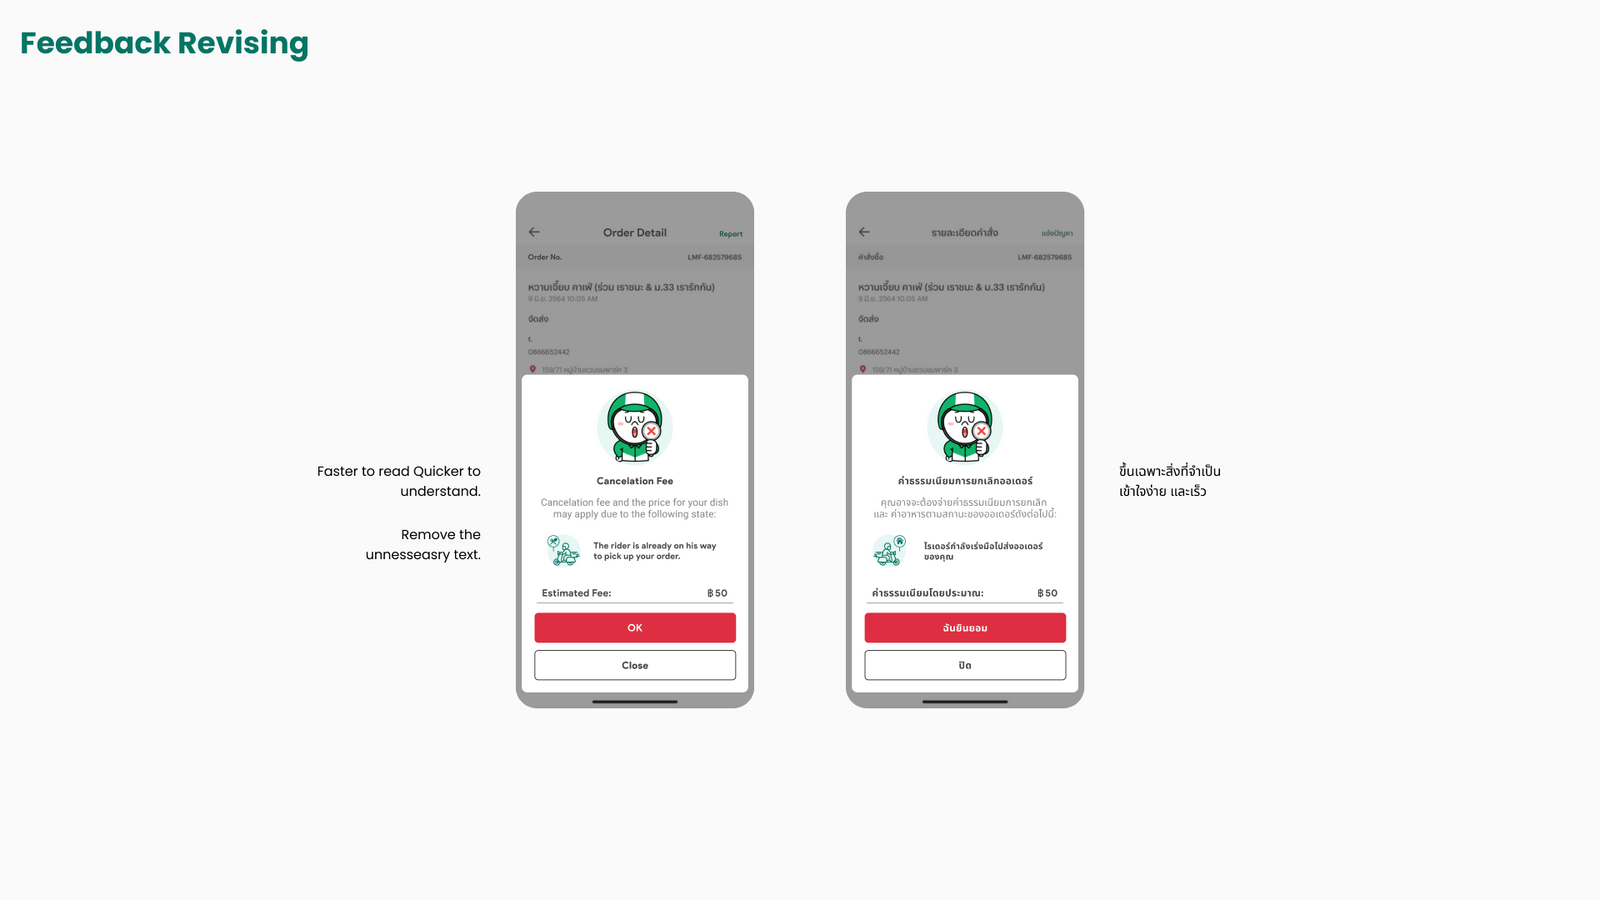 Feedback Revising
Faster to read Quicker to
understand.
Remove the
unnesseasry text.
Order Detail
Report
Order No.
LMF-682579685
หวานเจี๊ยบ คาเฟ่ (ร่วม เราชนะ & ม.33 เรารักกัน)
9 มิ.ย. 2564 10:05 AM
จัดส่ง
t.
0866652442
159/71 หมู่บ้านชวนชมพาร์ค 3
Cancelation Fee
Cancelation fee and the price for your dish
may apply due to the following state:
The rider is already on his way
to pick up your order.
Estimated Fee:
฿ 50
OK
Close
รายละเอียดคำสั่ง
แจ้งปัญหา
คำสั่งซื้อ
LMF-682579685
หวานเจี๊ยบ คาเฟ่ (ร่วม เราชนะ & ม.33 เรารักกัน)
9 มิ.ย. 2564 10:05 AM
จัดส่ง
t.
0866652442
159/71 หมู่บ้านชวนชมพาร์ค 3
ค่าธรรมเนียมการยกเลิกออเดอร์
คุณอาจจะต้องจ่ายค่าธรรมเนียมการยกเลิก
และ ค่าอาหารตามสถานะของออเดอร์ดังต่อไปนี้:
ไรเดอร์กำลังเร่งมือไปส่งออเดอร์
ของคุณ
ค่าธรรมเนียมโดยประมาณ:
฿ 50
ฉันยินยอม
ปิด
ขึ้นเฉพาะสิ่งที่จำเป็น
เข้าใจง่าย และเร็ว